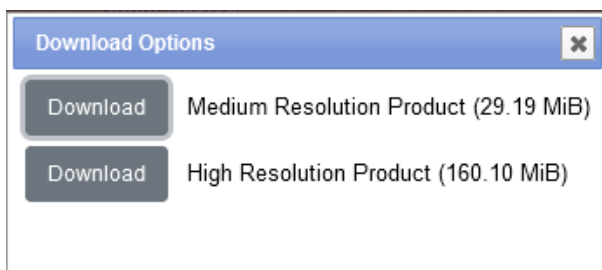 Download Options
Download Medium Resolution Product (29.19 MiB)
Download High Resolution Product (160.10 MiB)